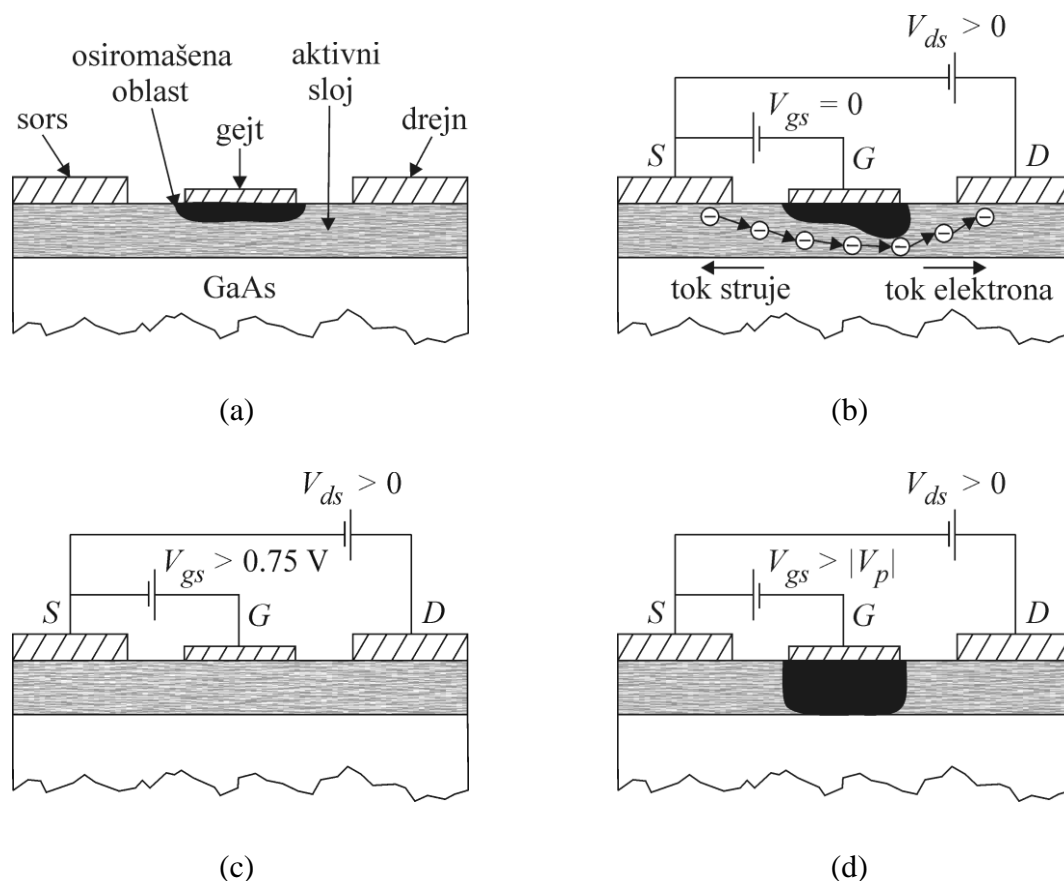 osiromašena
oblast
aktivni
sloj
sors
gejt
drejn
GaAs
(a)
V_ds > 0
V_gs = 0
S
G
D
tok struje
tok elektrona
(b)
V_ds > 0
V_gs > 0.75 V
S
G
D
(c)
V_ds > 0
V_gs > |V_p|
S
G
D
(d)